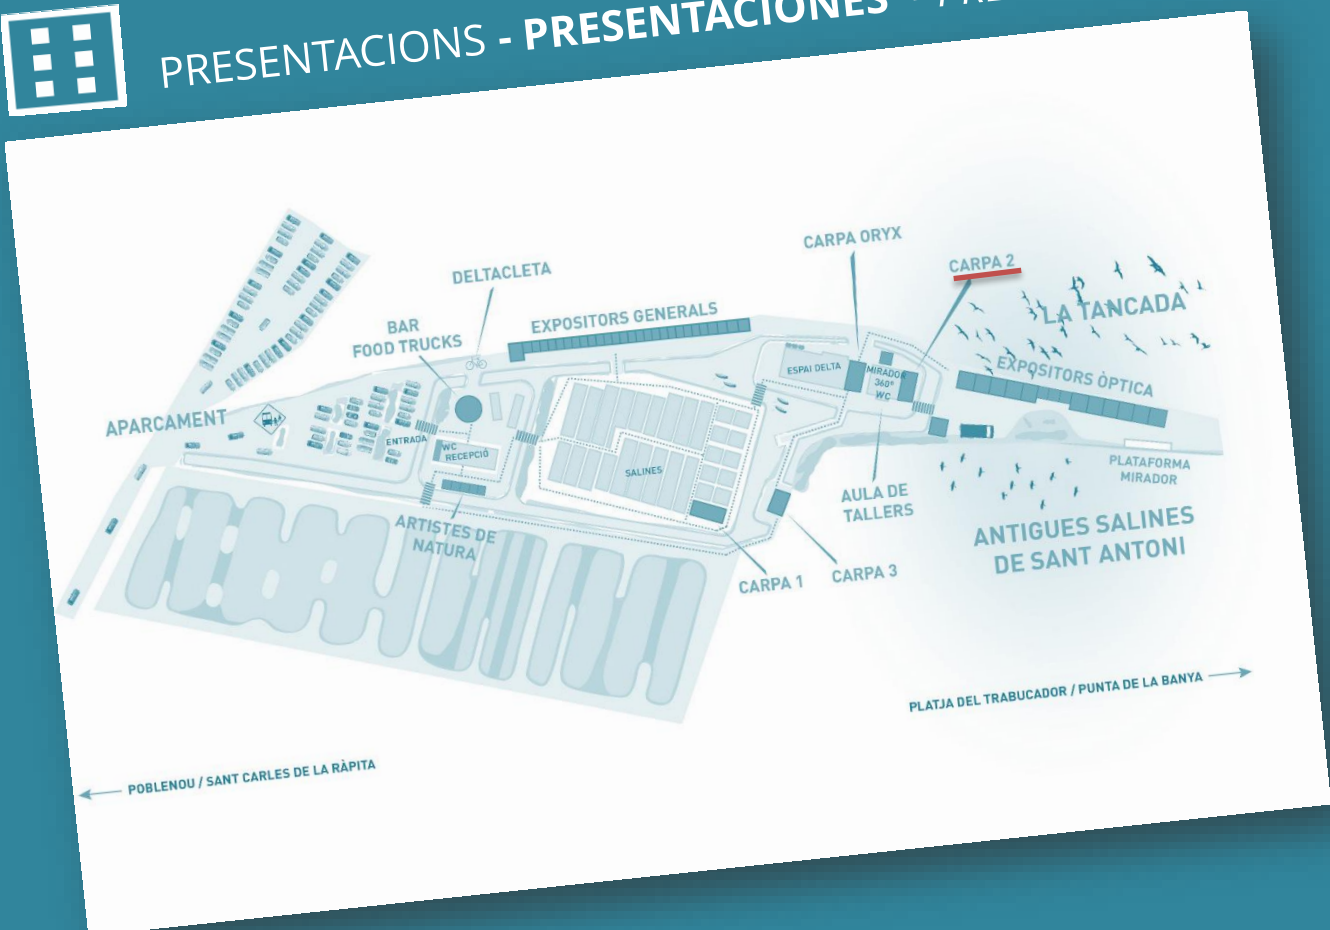 PRESENTACIONS - PRESENTACIONES
CARPA ORYX
CARPA 2
DELTACLETA
LA TANCADA
EXPOSITORS GENERALS
BAR
FOOD TRUCKS
ESPAI DELTA
MIRADOR
360º
WC
EXPOSITORS ÒPTICA
APARCAMENT
ENTRADA
WC
RECEPCIÓ
SALINES
PLATAFORMA
MIRADOR
AULA DE
TALLERS
ARTISTES DE
NATURA
ANTIGUES SALINES
DE SANT ANTONI
CARPA 1
CARPA 3
PLATJA DEL TRABUCADOR / PUNTA DE LA BANYA
POBLENOU / SANT CARLES DE LA RÀPITA